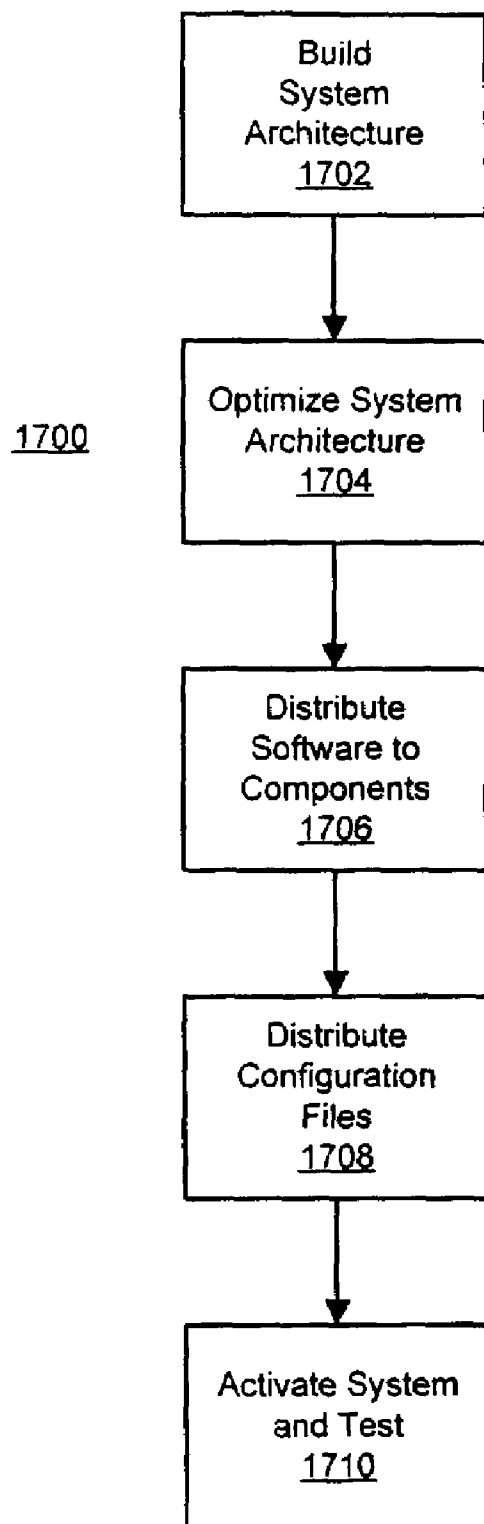 Build
System
Architecture
1702
1700
Optimize System
Architecture
1704
Distribute
Software to
Components
1706
Distribute
Configuration
Files
1708
Activate System
and Test
1710